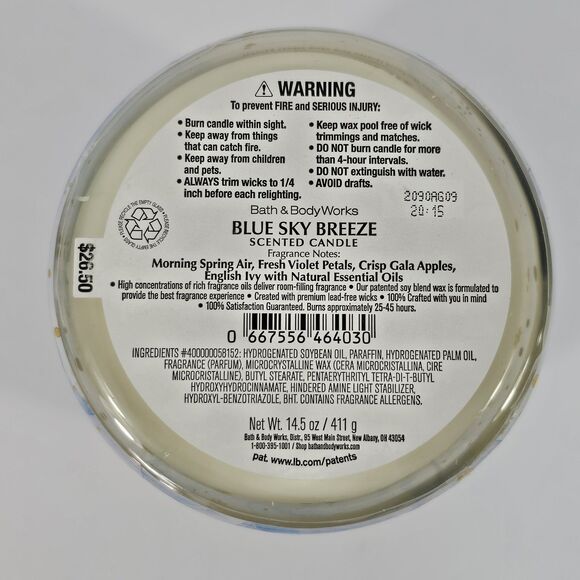 ⚠ WARNING
To prevent FIRE and SERIOUS INJURY:
• Burn candle within sight.
• Keep away from things
that can catch fire.
• Keep away from children
and pets.
• ALWAYS trim wicks to 1/4
inch before each relighting.
• Keep wax pool free of wick
trimmings and matches.
• DO NOT burn candle for more
than 4-hour intervals.
• DO NOT extinguish with water.
• AVOID drafts.
2090AG09
20:15
PLEASE RECYCLE THE EMPTY GLASS •
$26.50
Bath & Body Works
BLUE SKY BREEZE
SCENTED CANDLE
Fragrance Notes:
Morning Spring Air, Fresh Violet Petals, Crisp Gala Apples,
English Ivy with Natural Essential Oils
• High concentrations of rich fragrance oils deliver room-filling fragrance • Our patented soy blend wax is formulated to
provide the best fragrance experience • Created with premium lead-free wicks • 100% Crafted with you in mind
• 100% Satisfaction Guaranteed. Burns approximately 25-45 hours.
0 667556 464030
INGREDIENTS #400000058152: HYDROGENATED SOYBEAN OIL, PARAFFIN, HYDROGENATED PALM OIL,
FRAGRANCE (PARFUM), MICROCRYSTALLINE WAX (CERA MICROCRISTALLINA, CIRE
MICROCRISTALLINE), BUTYL STEARATE, PENTAERYTHRITYL TETRA-DI-T-BUTYL
HYDROXYHYDROCINNAMATE, HINDERED AMINE LIGHT STABILIZER,
HYDROXYL-BENZOTRIAZOLE, BHT. CONTAINS FRAGRANCE ALLERGENS.
Net Wt. 14.5 oz / 411 g
Bath & Body Works, Distr., 95 West Main Street, New Albany, OH 43054
1-800-395-1001 / Shop bathandbodyworks.com
pat. www.lb.com/patents